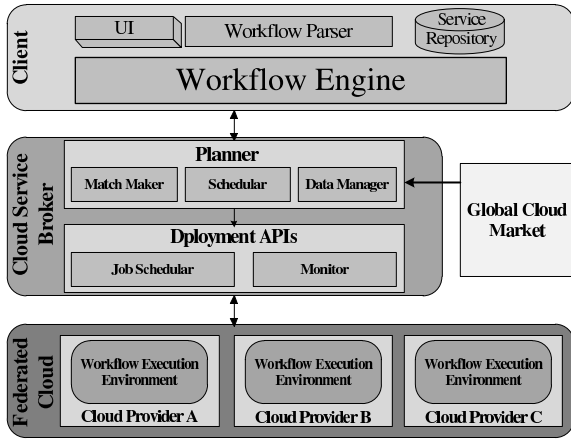 Client
UI
Workflow Parser
Service
Repository
Workflow Engine
Cloud Service
Broker
Planner
Match Maker
Schedular
Data Manager
Global Cloud
Market
Dployment APIs
Job Schedular
Monitor
Federated
Cloud
Workflow Execution
Environment
Cloud Provider A
Workflow Execution
Environment
Cloud Provider B
Workflow Execution
Environment
Cloud Provider C